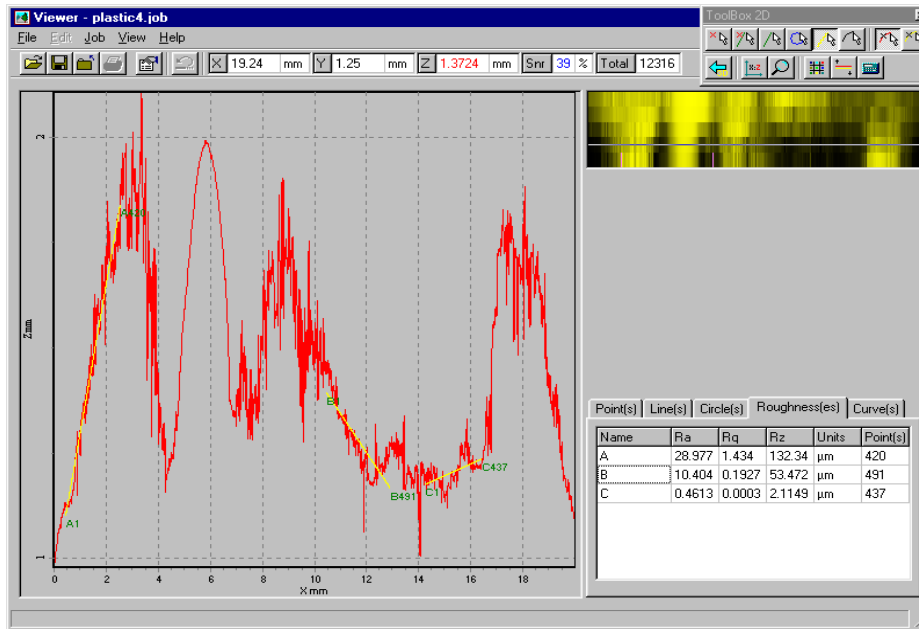 Viewer - plastic4.job
ToolBox 2D
File Edit Job View Help
X 19.24 mm Y 1.25 mm Z 1.3724 mm Snr 39 % Total 12316
X:Z
2
Zmm
1
A1
B1
B491
C1
C437
0 2 4 6 8 10 12 14 16 18
X mm
Point(s) Line(s) Circle(s) Roughness(es) Curve(s)
Name Ra Rq Rz Units Point(s)
A 28.977 1.434 132.34 µm 420
B 10.404 0.1927 53.472 µm 491
C 0.4613 0.0003 2.1149 µm 437